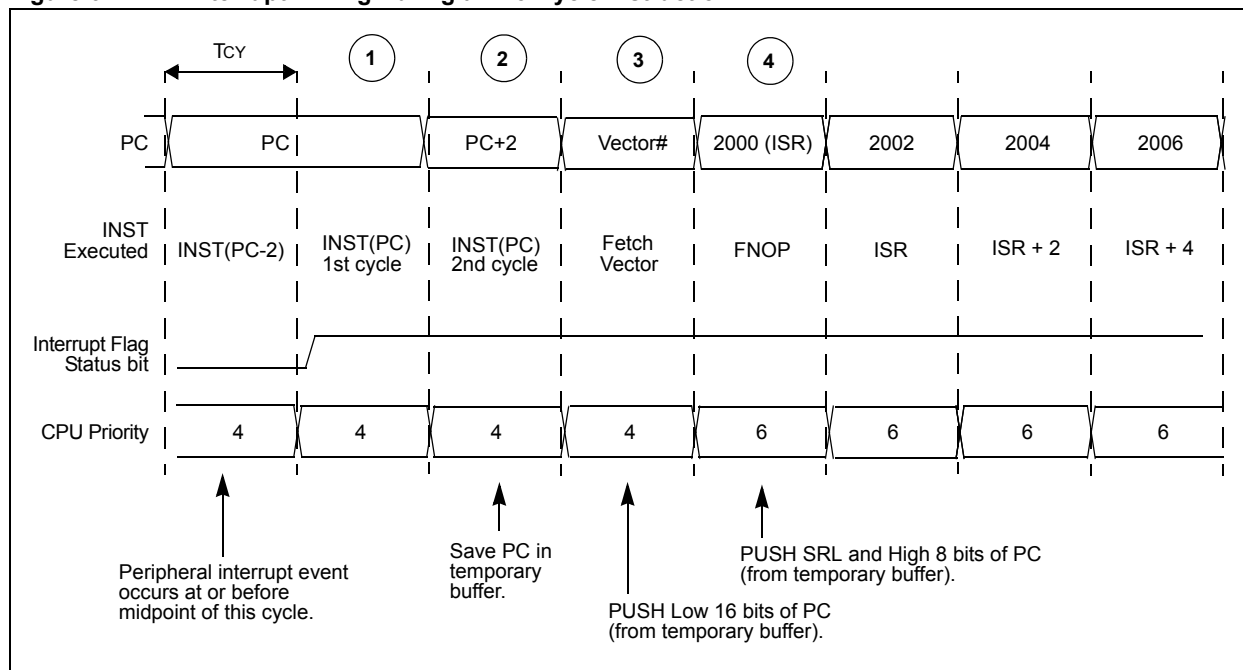 TCY
1 2 3 4
PC PC PC+2 Vector# 2000 (ISR) 2002 2004 2006
INST
Executed
INST(PC-2)
INST(PC)
1st cycle
INST(PC)
2nd cycle
Fetch
Vector
FNOP
ISR
ISR + 2
ISR + 4
Interrupt Flag
Status bit
CPU Priority 4 4 4 4 6 6 6 6
Peripheral interrupt event
occurs at or before
midpoint of this cycle.
Save PC in
temporary
buffer.
PUSH Low 16 bits of PC
(from temporary buffer).
PUSH SRL and High 8 bits of PC
(from temporary buffer).